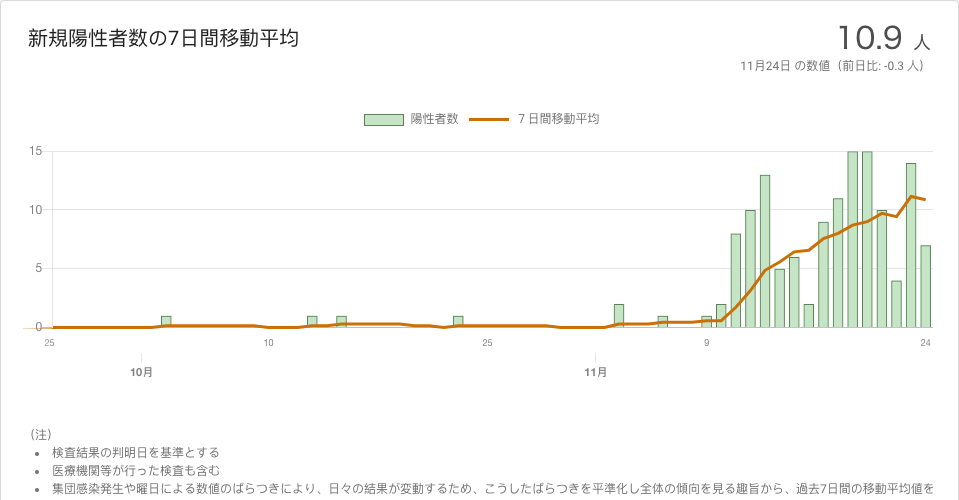 新規陽性者数の7日間移動平均
10.9 人
11月24日 の数値（前日比: -0.3 人）
陽性者数 7 日間移動平均
15
10
5
0
25 10 25 9 24
10月 11月
（注）
• 検査結果の判明日を基準とする
• 医療機関等が行った検査も含む
• 集団感染発生や曜日による数値のばらつきにより、日々の結果が変動するため、こうしたばらつきを平準化し全体の傾向を見る趣旨から、過去7日間の移動平均値を